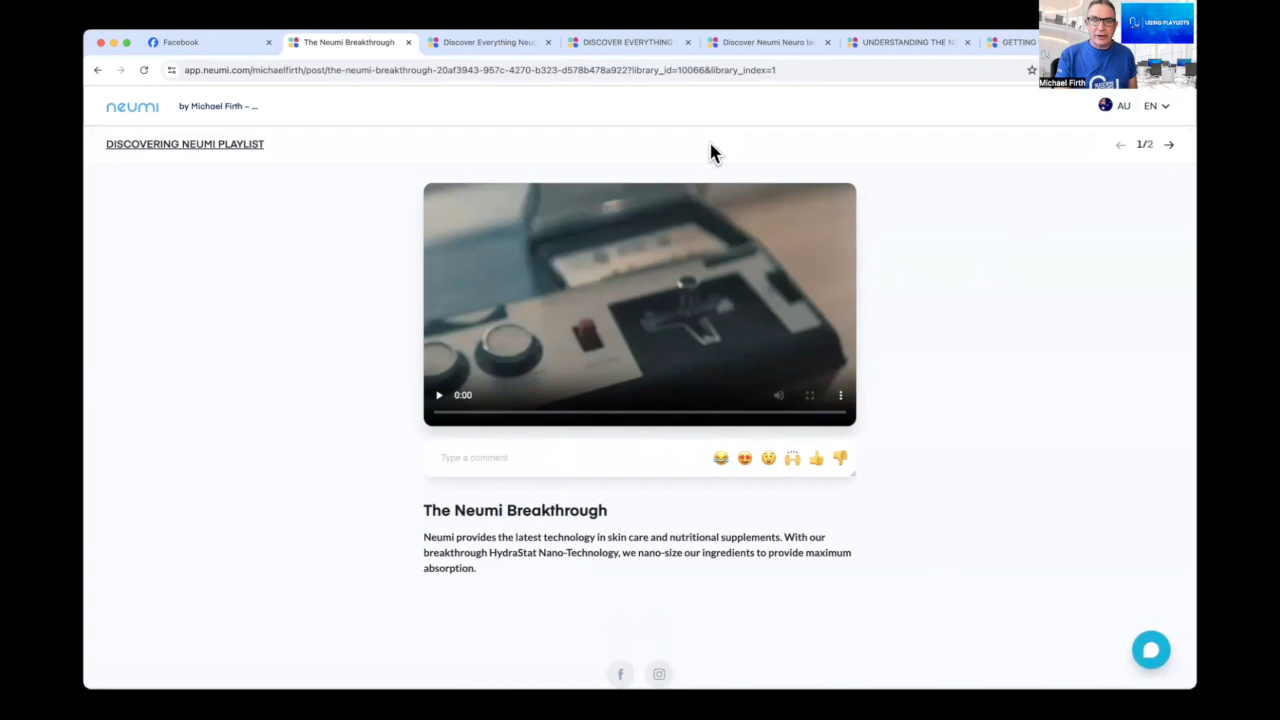 Facebook
The Neumi Breakthrough
Discover Everything Neu
DISCOVER EVERYTHING
Discover Neumi Neuro la
UNDERSTANDING THE N
GETTING
USING PLAYLISTS
Michael Firth
app.neumi.com/michaelfirth/post/the-neumi-breakthrough-20af3943-957c-4270-b323-d578b478a922?library_id=10066&library_index=1
neumi
by Michael Firth – ...
AU
EN
DISCOVERING NEUMI PLAYLIST
1/2
0:00
Type a comment
The Neumi Breakthrough
Neumi provides the latest technology in skin care and nutritional supplements. With our
breakthrough HydraStat Nano-Technology, we nano-size our ingredients to provide maximum
absorption.